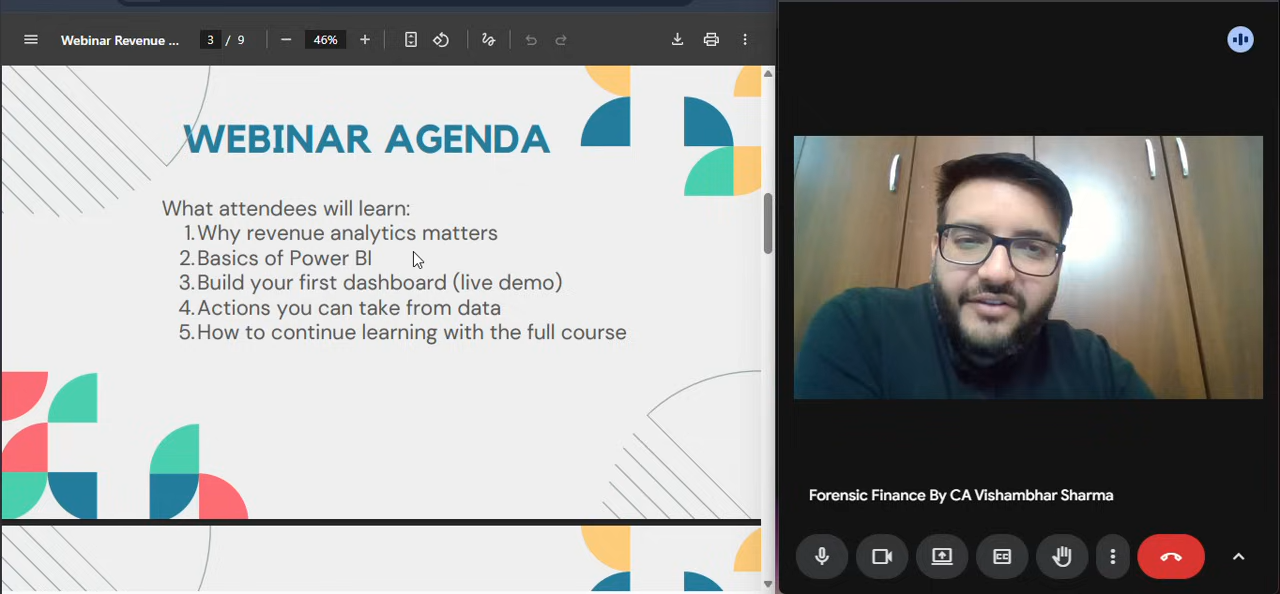 Webinar Revenue ...
3 / 9
46%
WEBINAR AGENDA
What attendees will learn:
1.Why revenue analytics matters
2.Basics of Power BI
3.Build your first dashboard (live demo)
4.Actions you can take from data
5.How to continue learning with the full course
Forensic Finance By CA Vishambhar Sharma
CC